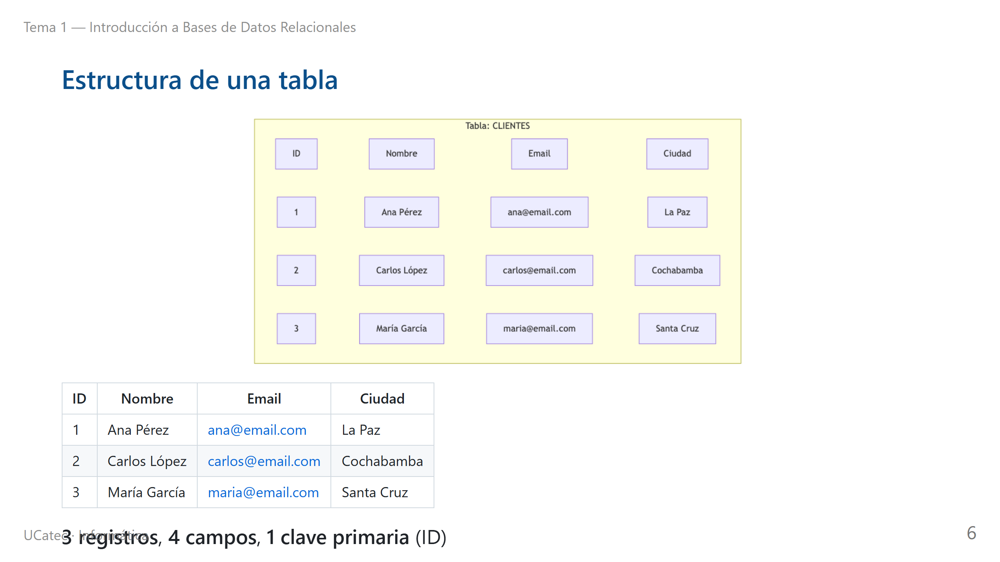 Tema 1 — Introducción a Bases de Datos Relacionales
Estructura de una tabla
Tabla: CLIENTES
ID Nombre Email Ciudad
1 Ana Pérez ana@email.com La Paz
2 Carlos López carlos@email.com Cochabamba
3 María García maria@email.com Santa Cruz
ID Nombre Email Ciudad
1 Ana Pérez ana@email.com La Paz
2 Carlos López carlos@email.com Cochabamba
3 María García maria@email.com Santa Cruz
3 registros, 4 campos, 1 clave primaria (ID)
UCatec · Informática
6